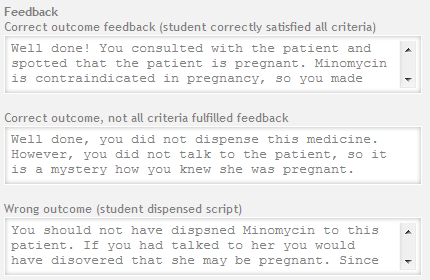 Feedback
Correct outcome feedback (student correctly satisfied all criteria)
Well done! You consulted with the patient and
spotted that the patient is pregnant. Minomycin
is contraindicated in pregnancy, so you made
Correct outcome, not all criteria fulfilled feedback
Well done, you did not dispense this medicine.
However, you did not talk to the patient, so it
is a mystery how you knew she was pregnant.
Wrong outcome (student dispensed script)
You should not have dispsned Minomycin to this
patient. If you had talked to her you would
have disovered that she may be pregnant. Since